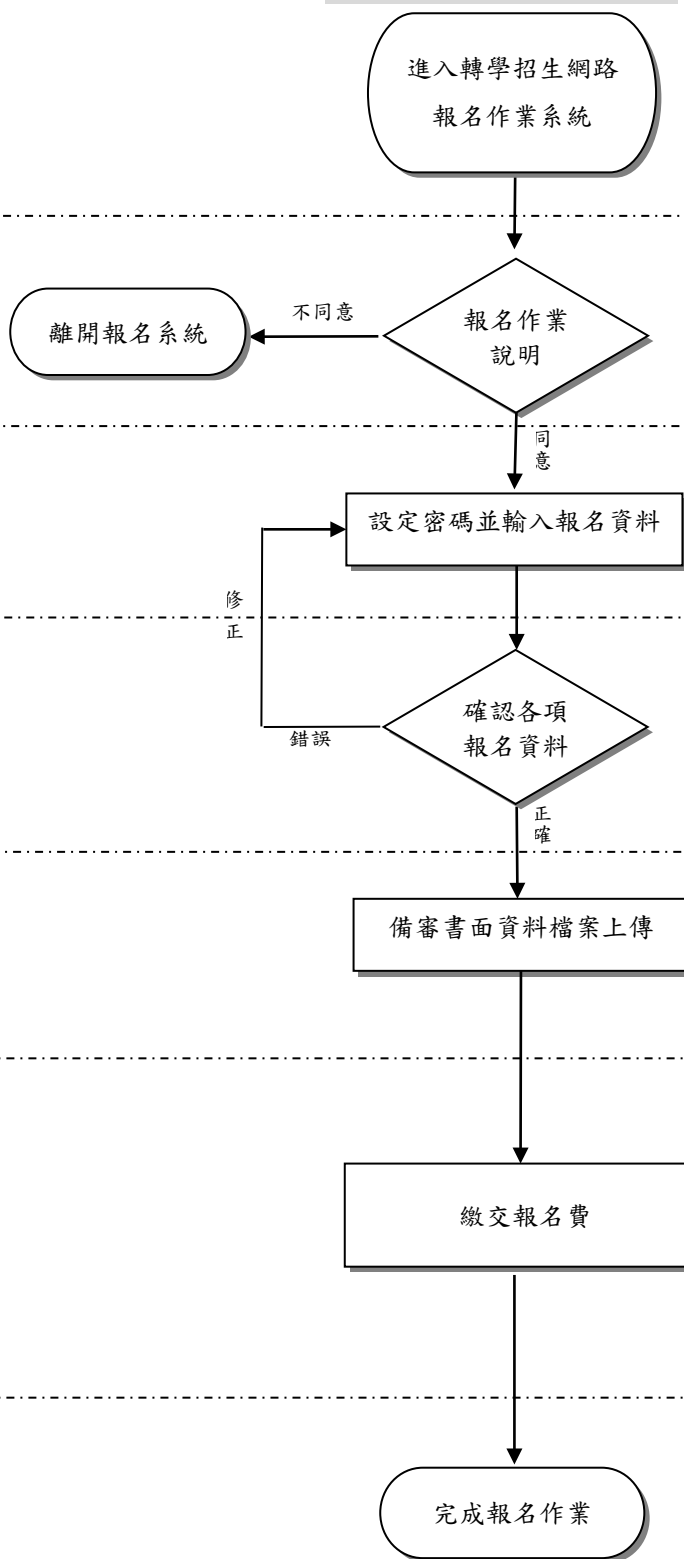 進入轉學招生網路
報名作業系統
報名作業
說明
不同意
離開報名系統
同
意
設定密碼並輸入報名資料
修
正
確認各項
報名資料
錯誤
正
確
備審書面資料檔案上傳
繳交報名費
完成報名作業